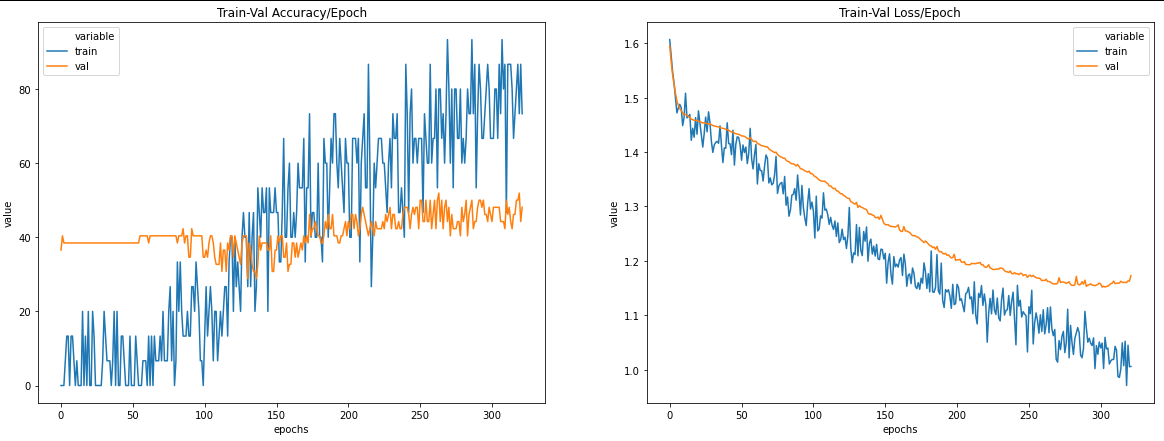 Train-Val Accuracy/Epoch
variable
train
val
value
80
60
40
20
0
0
50
100
150
200
250
300
epochs
Train-Val Loss/Epoch
variable
train
val
value
1.6
1.5
1.4
1.3
1.2
1.1
1.0
0
50
100
150
200
250
300
epochs